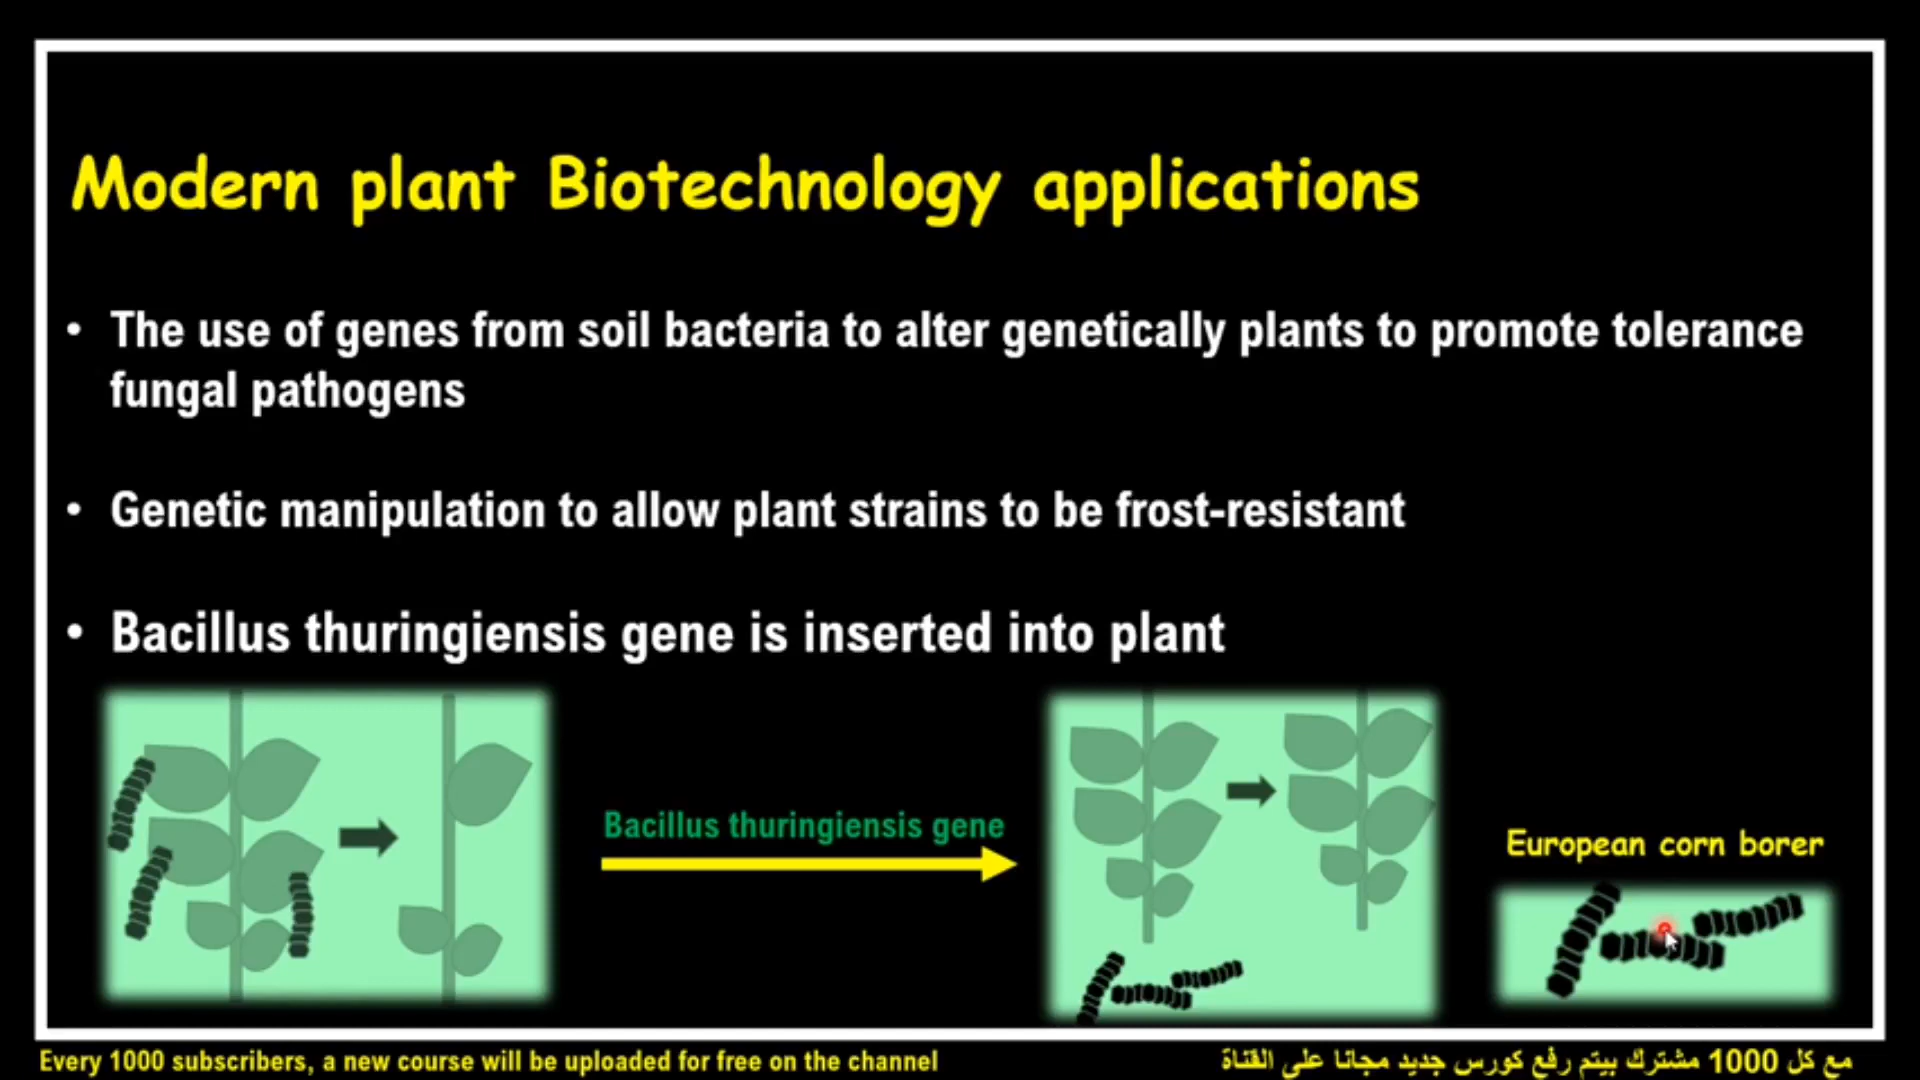 Modern plant Biotechnology applications
• The use of genes from soil bacteria to alter genetically plants to promote tolerance
fungal pathogens
• Genetic manipulation to allow plant strains to be frost-resistant
• Bacillus thuringiensis gene is inserted into plant
Bacillus thuringiensis gene
European corn borer
Every 1000 subscribers, a new course will be uploaded for free on the channel
مع كل 1000 مشترك بيتم رفع كورس جديد مجانا على القناة